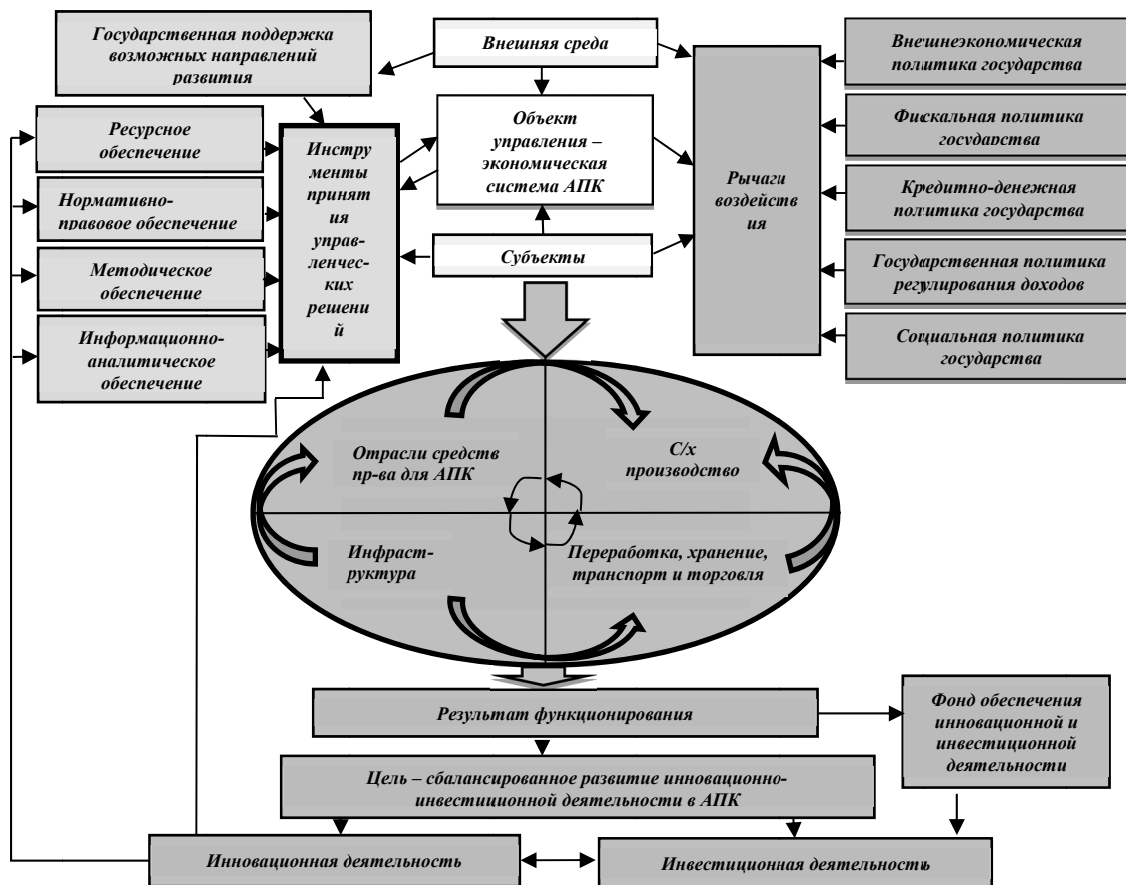 Государственная поддержка
возможных направлений
развития
Внешняя среда
Внешнеэкономическая
политика государства
Ресурсное
обеспечение
Нормативно-
правовое обеспечение
Методическое
обеспечение
Информационно-
аналитическое
обеспечение
Инстру
менты
принят
ия
управ-
ленчес-
ких
решени
й
Объект
управления –
экономическая
система АПК
Субъекты
Рычаги
воздейств
ия
Фискальная политика
государства
Кредитно-денежная
политика государства
Государственная политика
регулирования доходов
Социальная политика
государства
Отрасли средств
пр-ва для АПК
С/х
производство
Инфраст-
руктура
Переработка, хранение,
транспорт и торговля
Результат функционирования
Фонд обеспечения
инновационной и
инвестиционной
деятельности
Цель – сбалансированное развитие инновационно-
инвестиционной деятельности в АПК
Инновационная деятельность
Инвестиционная деятельность